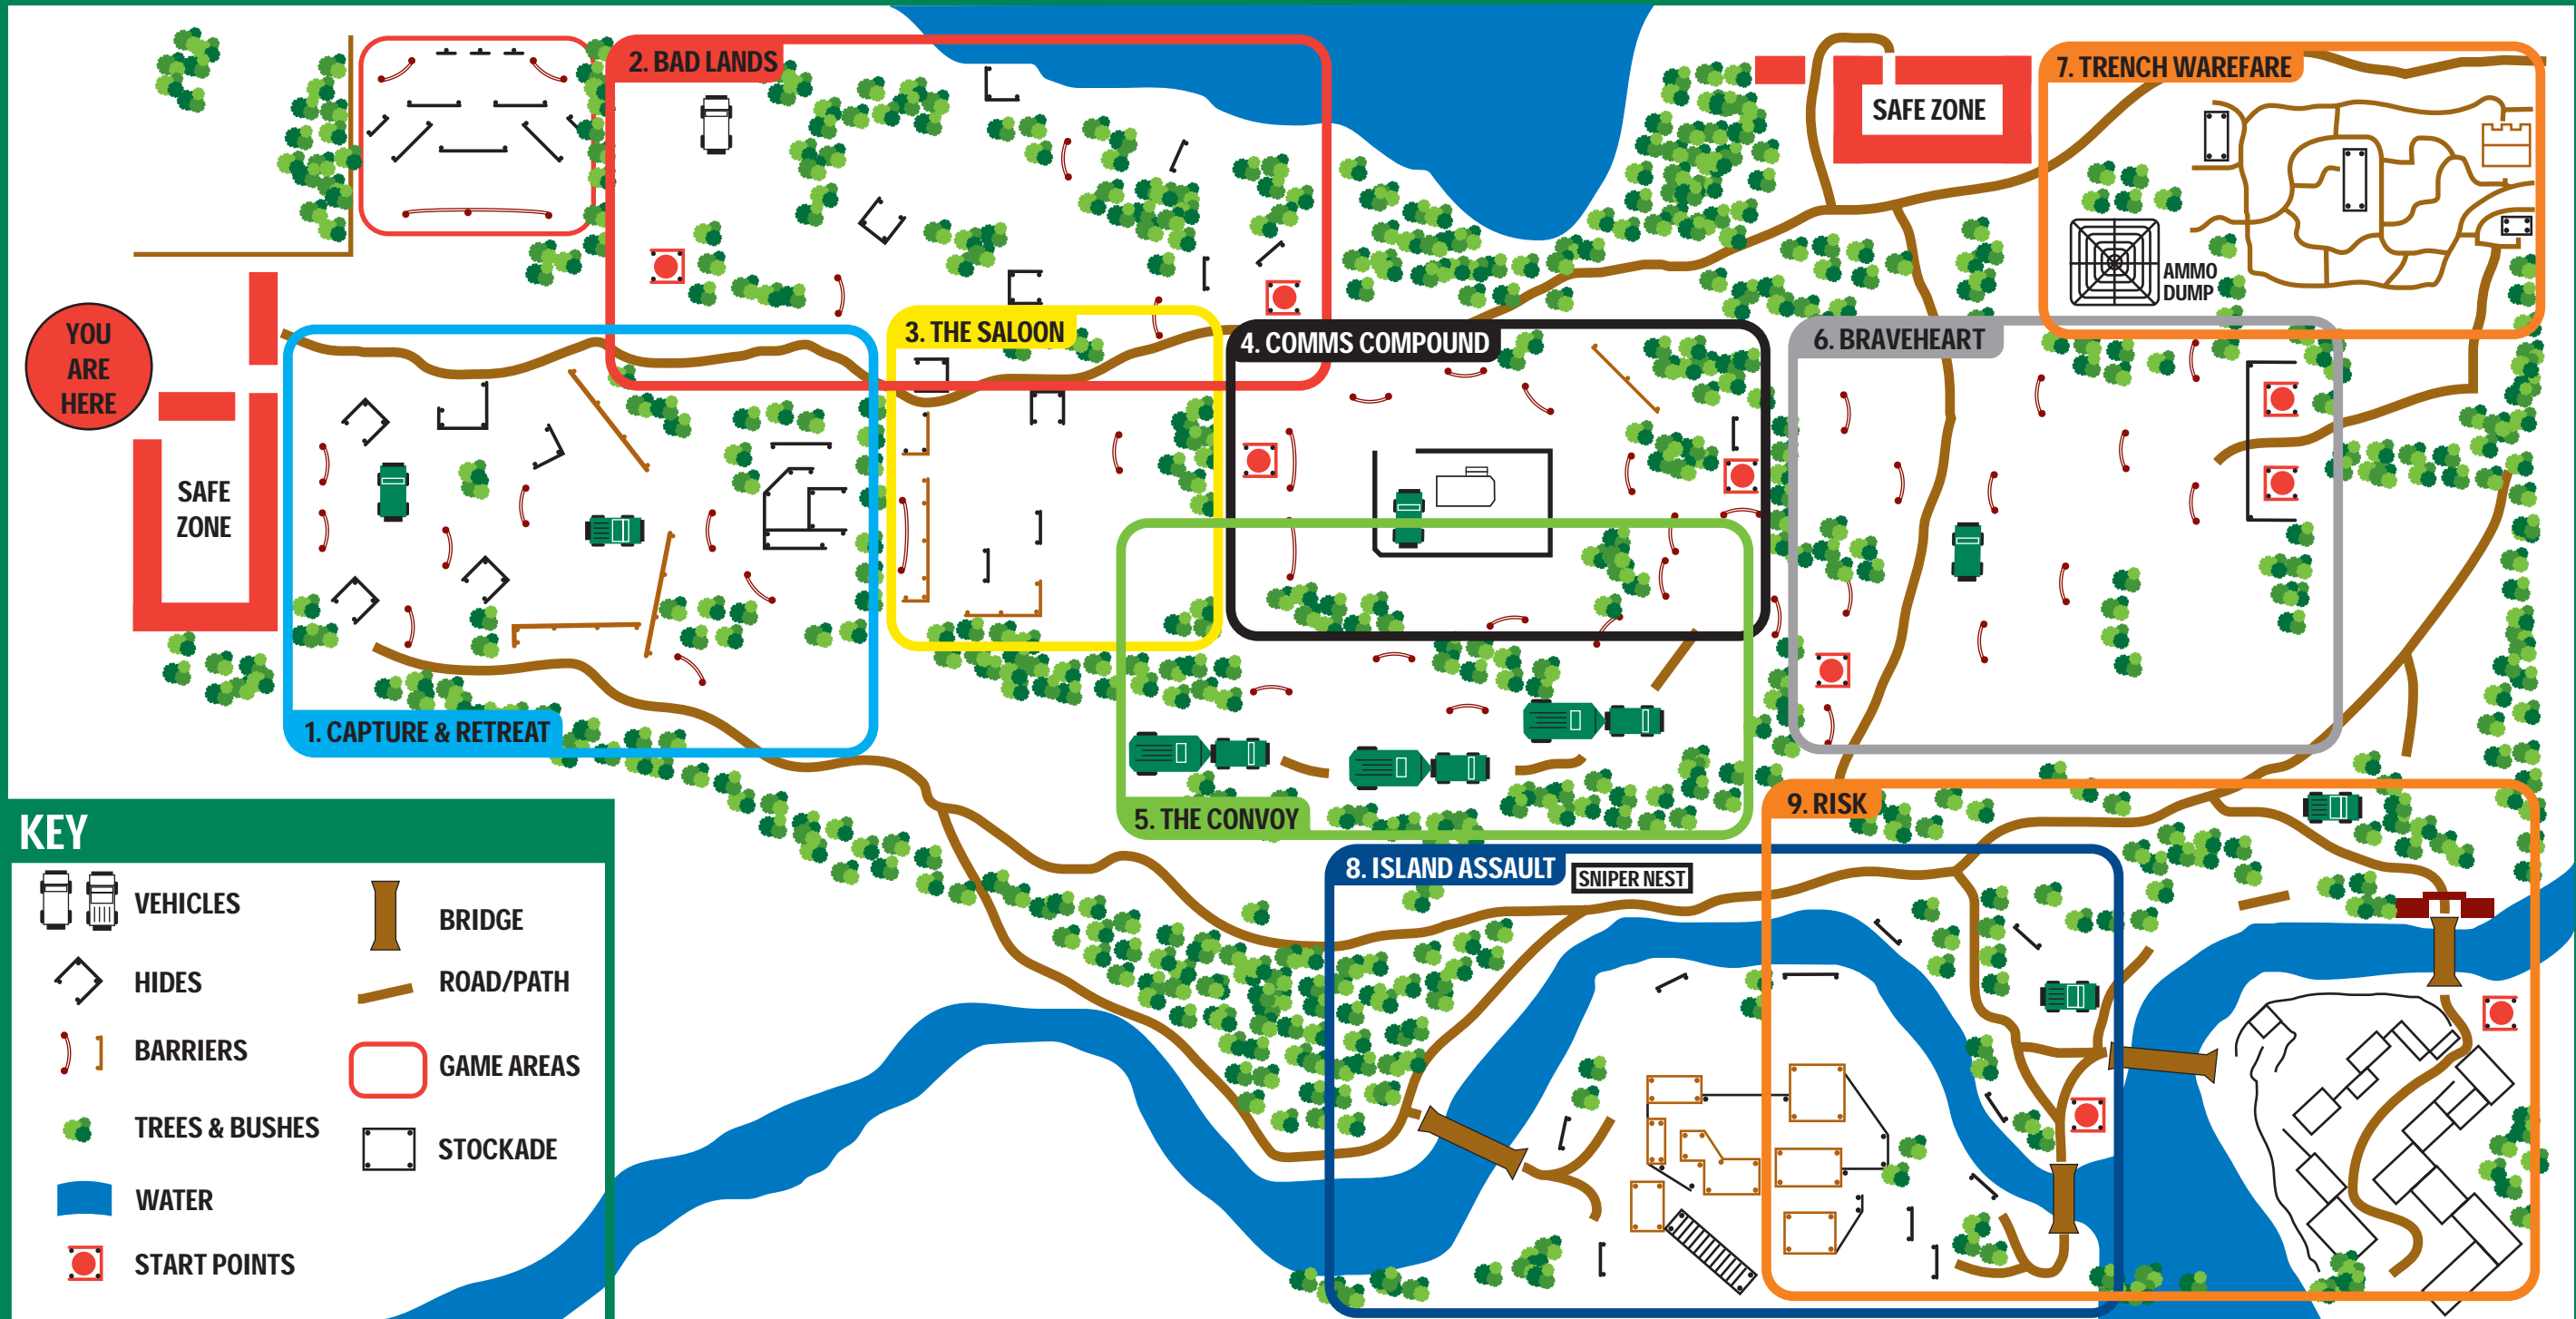 2. BAD LANDS
SAFE ZONE
7. TRENCH WAREFARE
AMMO
DUMP
YOU
ARE
HERE
SAFE
ZONE
3. THE SALOON
4. COMMS COMPOUND
6. BRAVEHEART
1. CAPTURE & RETREAT
5. THE CONVOY
9. RISK
8. ISLAND ASSAULT
SNIPER NEST
KEY
VEHICLES
HIDES
BARRIERS
TREES & BUSHES
WATER
START POINTS
BRIDGE
ROAD/PATH
GAME AREAS
STOCKADE